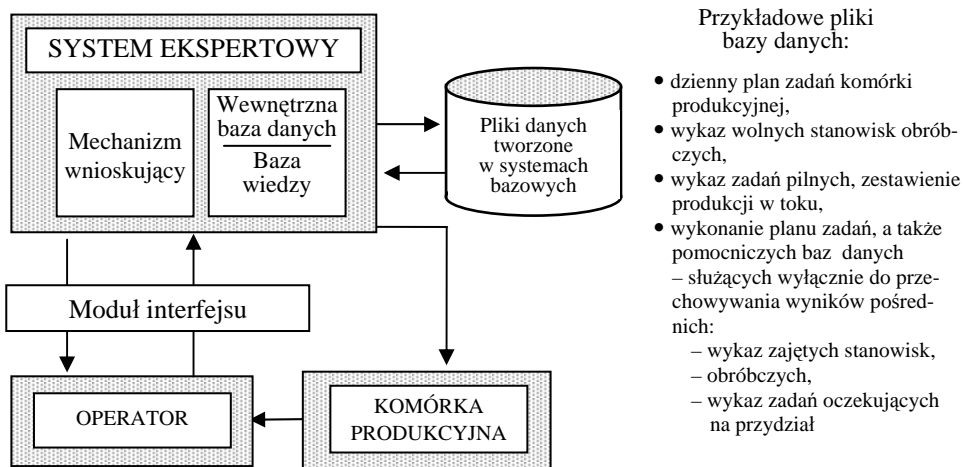 SYSTEM EKSPERTOWY
Mechanizm
wnioskujący
Wewnętrzna
baza danych
Baza
wiedzy
Pliki danych
tworzone
w systemach
bazowych
Moduł interfejsu
OPERATOR
KOMÓRKA
PRODUKCYJNA
Przykładowe pliki
bazy danych:
• dzienny plan zadań komórki
produkcyjnej,
• wykaz wolnych stanowisk obrób-
czych,
• wykaz zadań pilnych, zestawienie
produkcji w toku,
• wykonanie planu zadań, a także
pomocniczych baz danych
– służących wyłącznie do prze-
chowywania wyników pośred-
nich:
– wykaz zajętych stanowisk,
– obróbczych,
– wykaz zadań oczekujących
na przydział